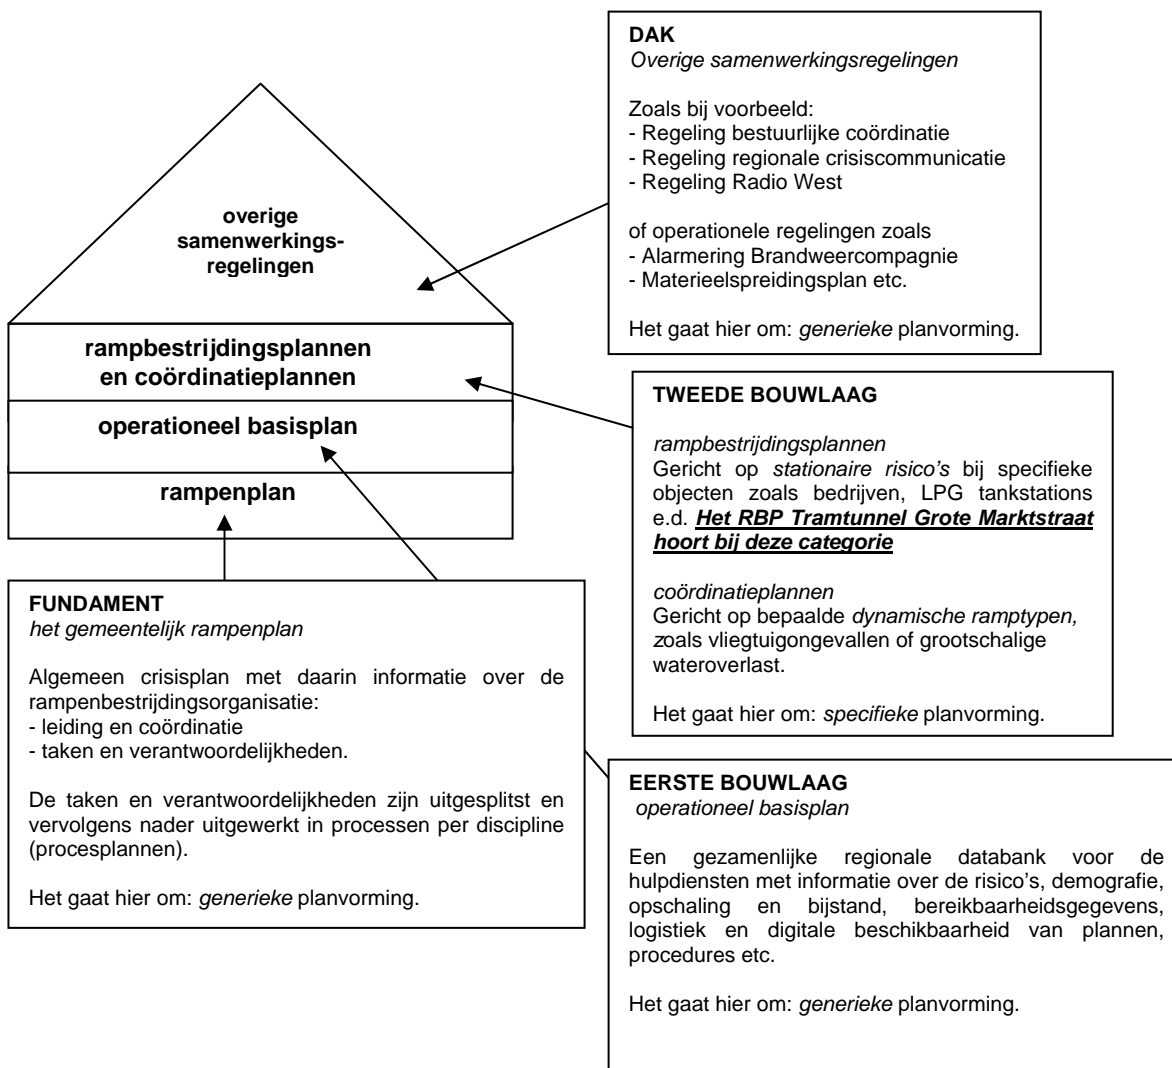 DAK
Overige samenwerkingsregelingen
Zoals bij voorbeeld:
- Regeling bestuurlijke coördinatie
- Regeling regionale crisiscommunicatie
- Regeling Radio West
of operationele regelingen zoals
- Alarmering Brandweercompagnie
- Materieelspreidingsplan etc.
Het gaat hier om: generieke planvorming.
overige
samenwerkings-
regelingen
rampbestrijdingsplannen
en coördinatieplannen
operationeel basisplan
rampenplan
TWEEDE BOUWLAAG
rampbestrijdingsplannen
Gericht op stationaire risico's bij specifieke
objecten zoals bedrijven, LPG tankstations
e.d. Het RBP Tramtunnel Grote Marktstraat
hoort bij deze categorie
coördinatieplannen
Gericht op bepaalde dynamische ramptypen,
zoals vliegtuigongevallen of grootschalige
wateroverlast.
Het gaat hier om: specifieke planvorming.
FUNDAMENT
het gemeentelijk rampenplan
Algemeen crisisplan met daarin informatie over de
rampenbestrijdingsorganisatie:
- leiding en coördinatie
- taken en verantwoordelijkheden.
De taken en verantwoordelijkheden zijn uitgesplitst en
vervolgens nader uitgewerkt in processen per discipline
(procesplannen).
Het gaat hier om: generieke planvorming.
EERSTE BOUWLAAG
operationeel basisplan
Een gezamenlijke regionale databank voor de
hulpdiensten met informatie over de risico's, demografie,
opschaling en bijstand, bereikbaarheidsgegevens,
logistiek en digitale beschikbaarheid van plannen,
procedures etc.
Het gaat hier om: generieke planvorming.